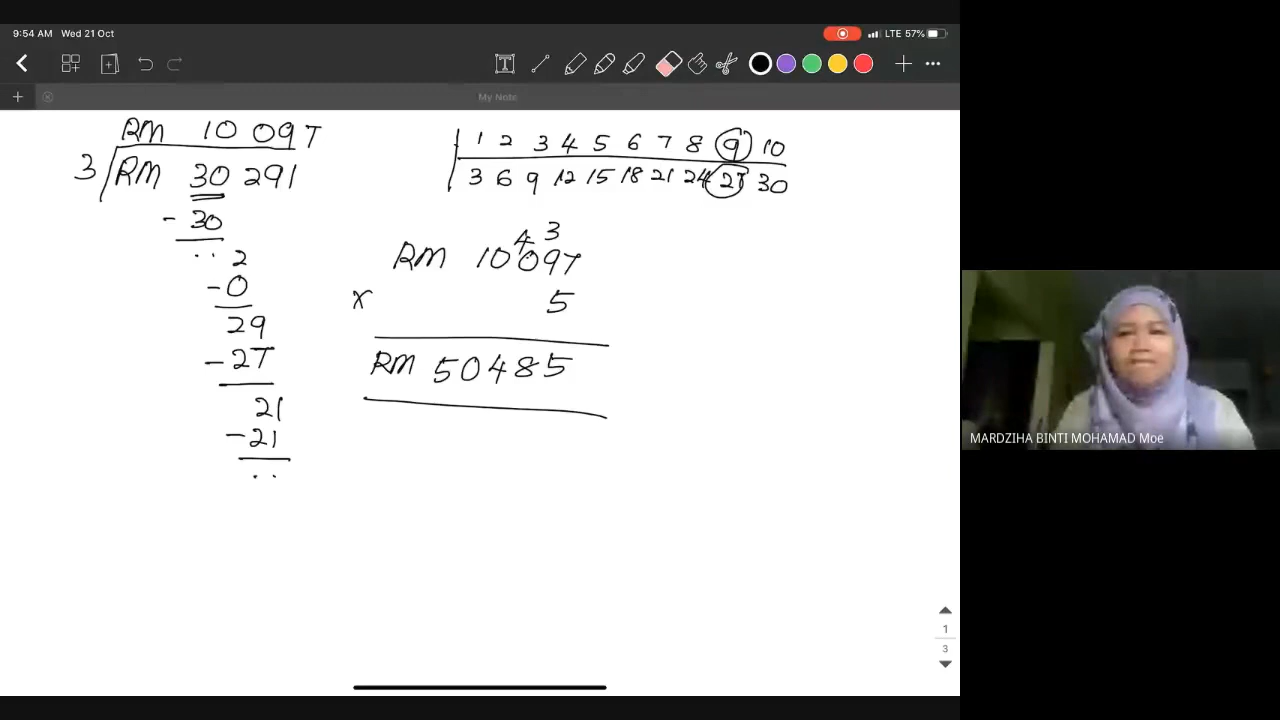 9:54 AM Wed 21 Oct
LTE 57%
T
My Note
RM 10 097
3 RM 30 291
- 30
2
-0
29
-27
21
-21
1 2 3 4 5 6 7 8 9 10
3 6 9 12 15 18 21 24 27 30
4 3
RM 10097
x 5
RM 50485
1
3
MARDZIHA BINTI MOHAMAD Moe